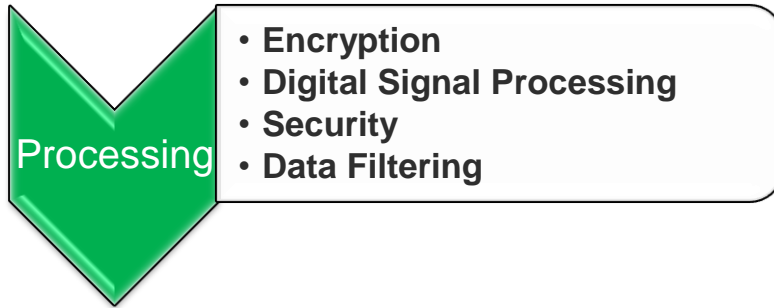 Processing
• Encryption
• Digital Signal Processing
• Security
• Data Filtering